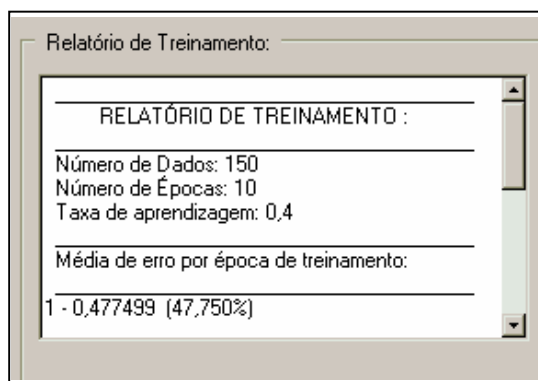 Relatório de Treinamento:
RELATÓRIO DE TREINAMENTO :
Número de Dados: 150
Número de Épocas: 10
Taxa de aprendizagem: 0,4
Média de erro por época de treinamento:
1 - 0,477499 (47,750%)